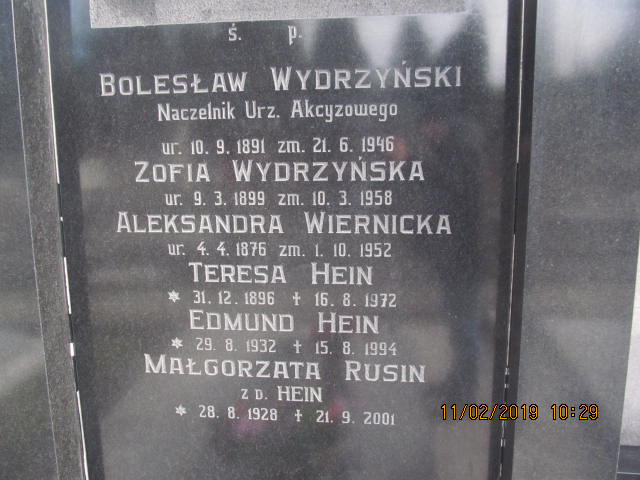 ś. p.
BOLESŁAW WYDRZYŃSKI
Naczelnik Urz. Akcyzowego
ur. 10. 9. 1891 zm. 21. 6. 1946
ZOFIA WYDRZYŃSKA
ur. 9. 3. 1899 zm. 10. 3. 1958
ALEKSANDRA WIERNICKA
ur. 4. 4. 1876 zm. 1. 10. 1952
TERESA HEIN
* 31. 12. 1896 + 16. 8. 1972
EDMUND HEIN
* 29. 8. 1932 + 15. 8. 1994
MAŁGORZATA RUSIN
Z D. HEIN
* 28. 8. 1928 + 21. 9. 2001
11/02/2019 10:29